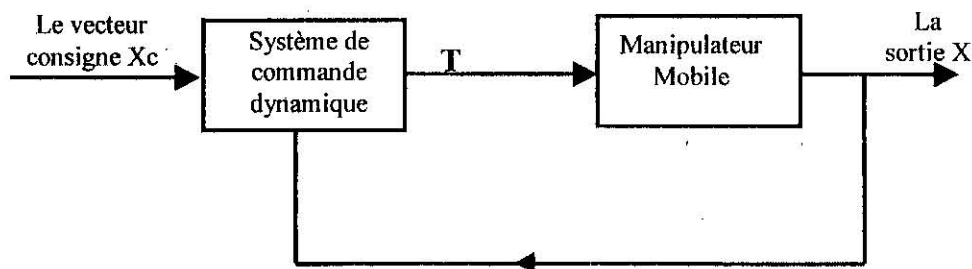 Le vecteur
consigne Xc
Système de
commande
dynamique
T
Manipulateur
Mobile
La
sortie X